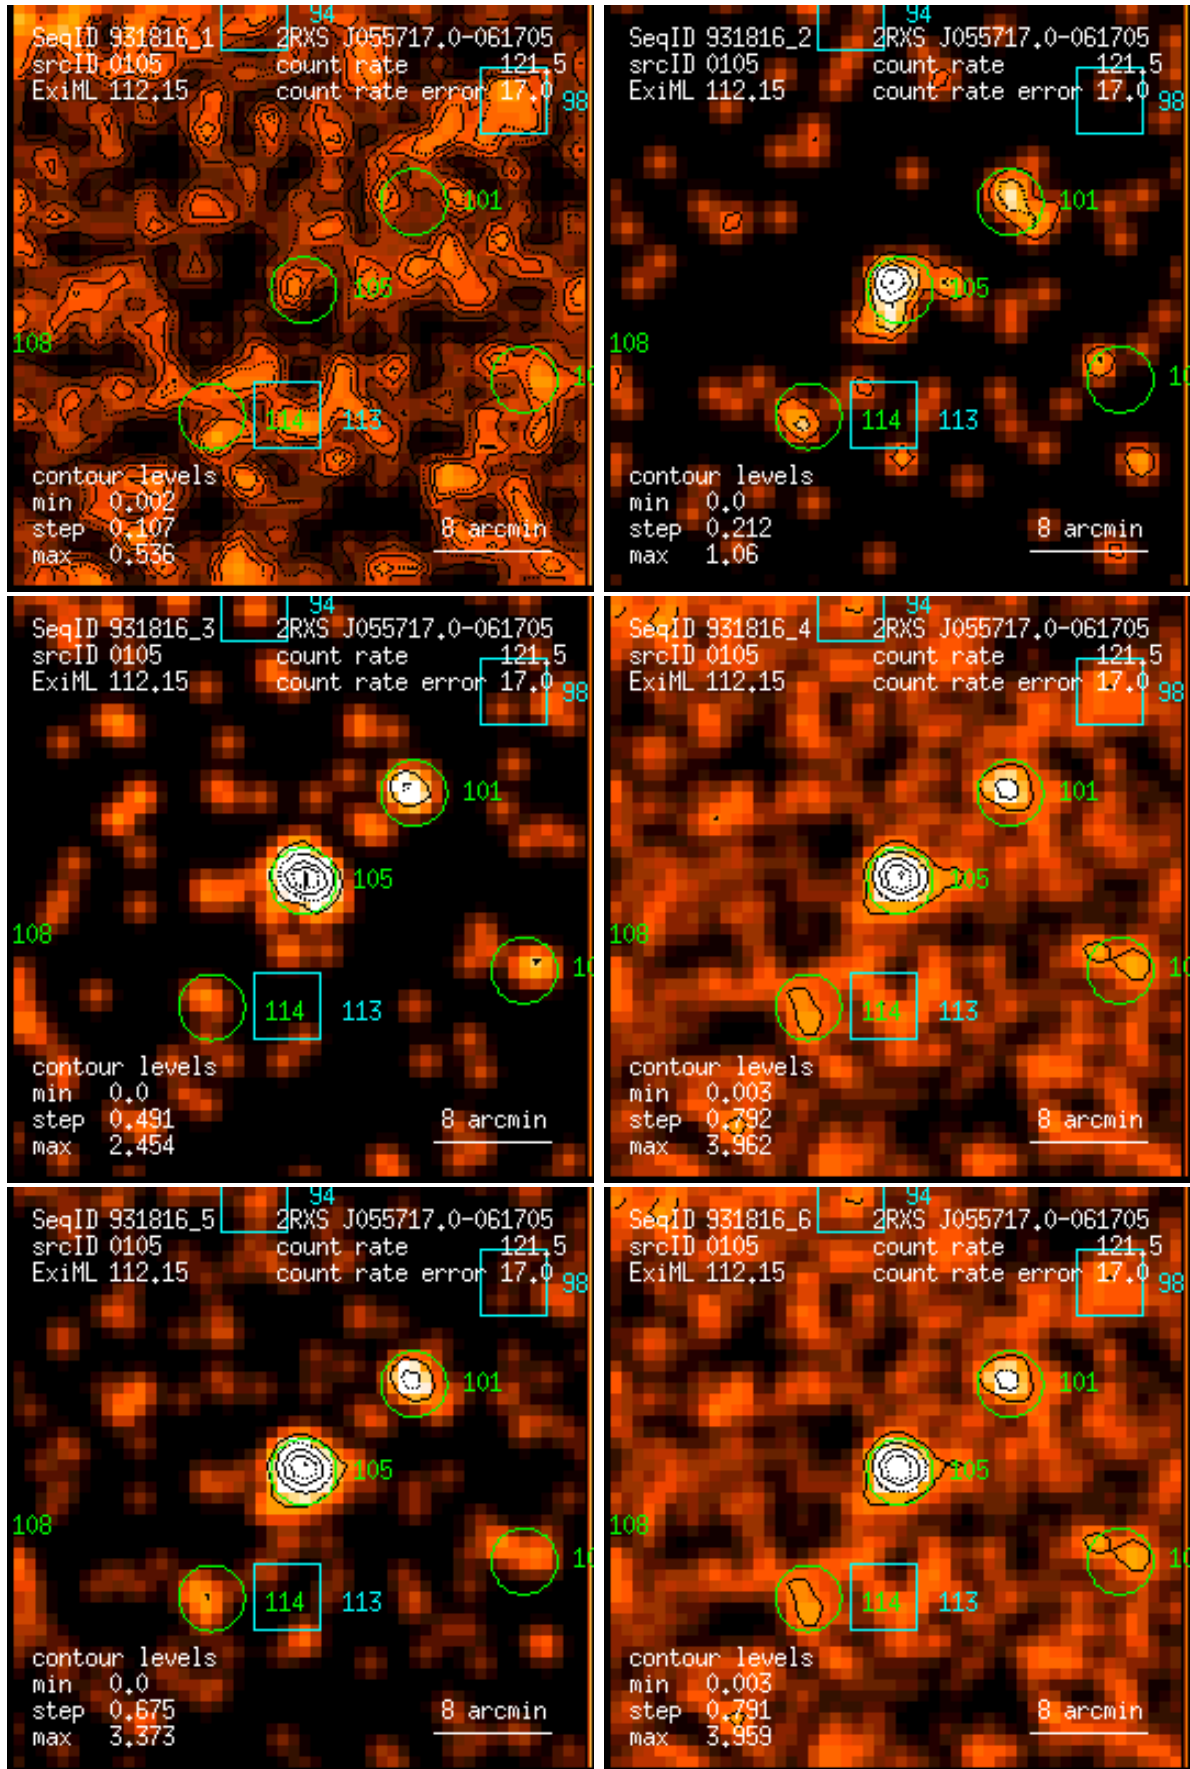 94
SeqID 931816_1 2RXS J055717.0-061705
srcID 0105 count rate 121.5
ExiML 112.15 count rate error 17.0
98
101
105
108
10
114 113
contour levels
min 0.002
step 0.107 8 arcmin
max 0.536
94
SeqID 931816_2 2RXS J055717.0-061705
srcID 0105 count rate 121.5
ExiML 112.15 count rate error 17.0
98
101
105
108
10
114 113
contour levels
min 0.0
step 0.212 8 arcmin
max 1.06
94
SeqID 931816_3 2RXS J055717.0-061705
srcID 0105 count rate 121.5
ExiML 112.15 count rate error 17.0
98
101
105
108
10
114 113
contour levels
min 0.0
step 0.491 8 arcmin
max 2.454
94
SeqID 931816_4 2RXS J055717.0-061705
srcID 0105 count rate 121.5
ExiML 112.15 count rate error 17.0
98
101
105
108
10
114 113
contour levels
min 0.003
step 0.792 8 arcmin
max 3.962
94
SeqID 931816_5 2RXS J055717.0-061705
srcID 0105 count rate 121.5
ExiML 112.15 count rate error 17.0
98
101
105
108
10
114 113
contour levels
min 0.0
step 0.675 8 arcmin
max 3.373
94
SeqID 931816_6 2RXS J055717.0-061705
srcID 0105 count rate 121.5
ExiML 112.15 count rate error 17.0
98
101
105
108
10
114 113
contour levels
min 0.003
step 0.791 8 arcmin
max 3.959